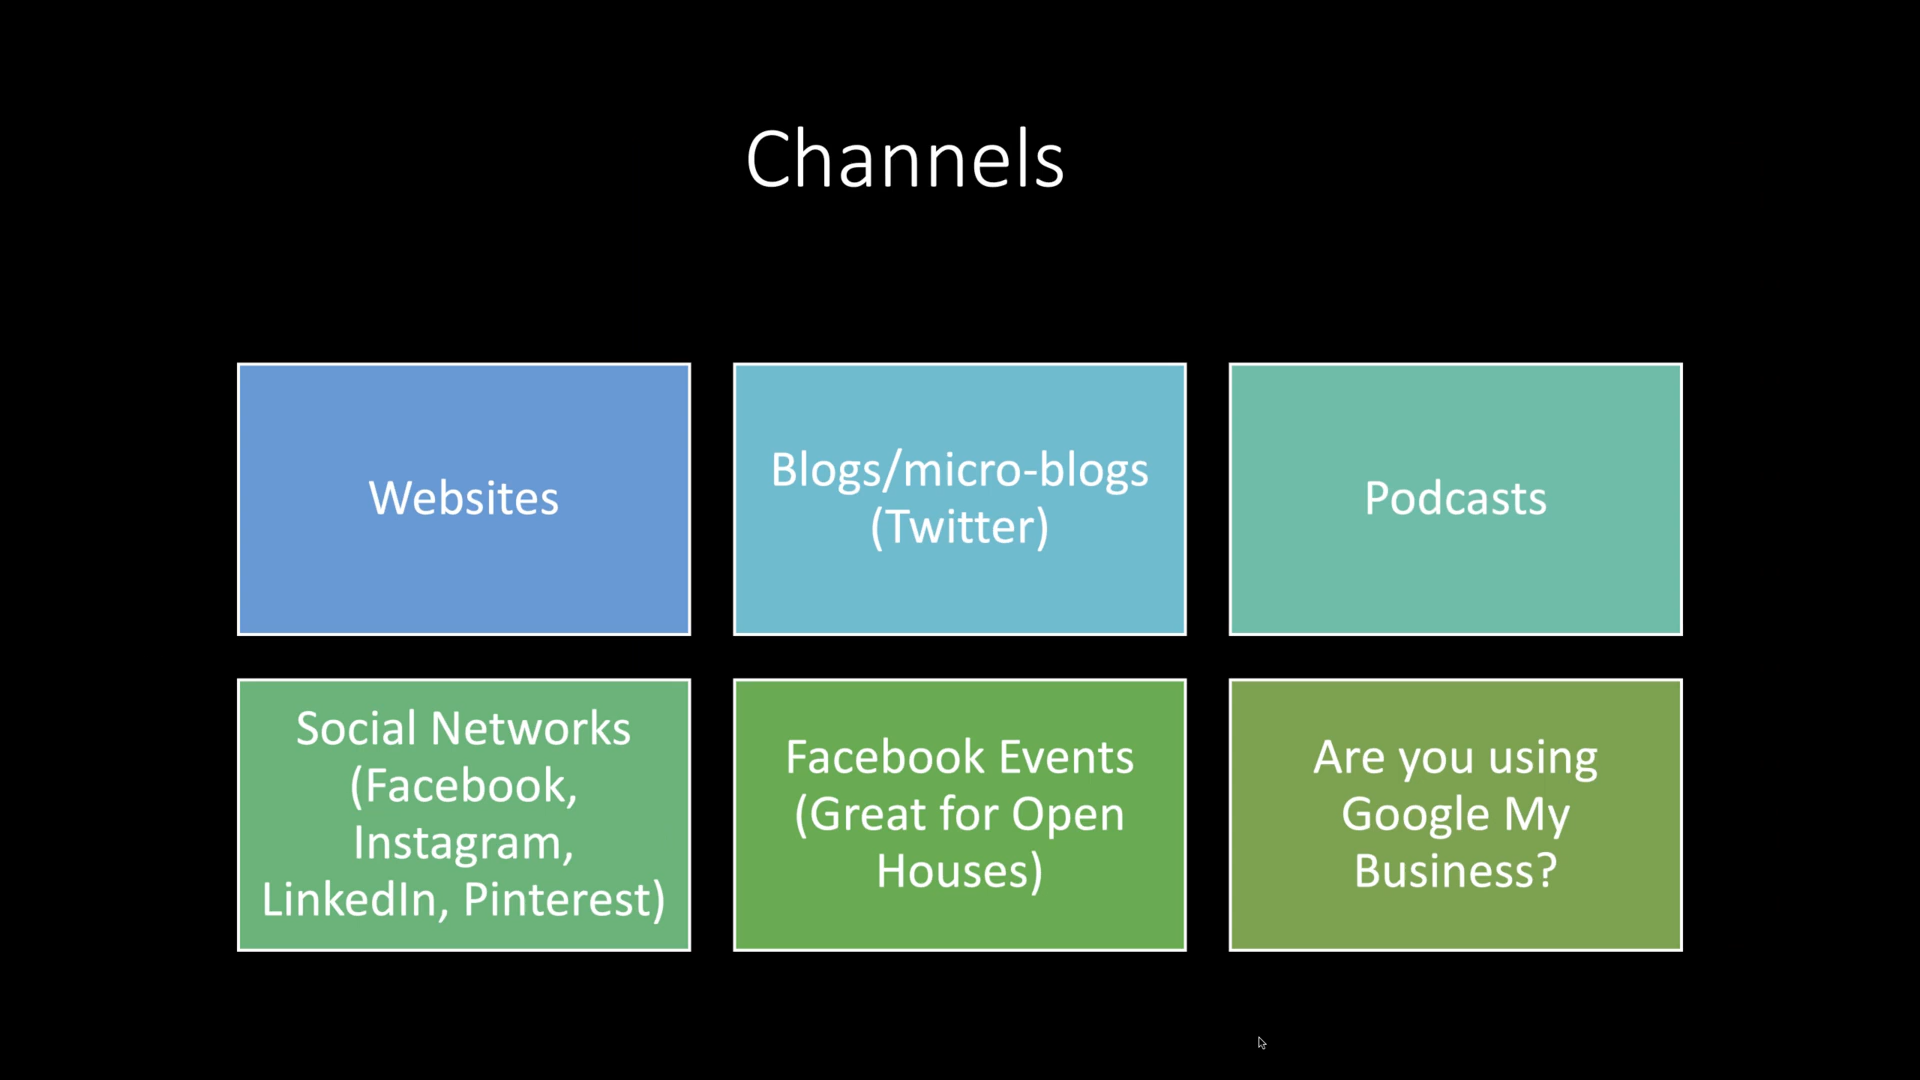 Channels
Websites
Blogs/micro-blogs
(Twitter)
Podcasts
Social Networks
(Facebook,
Instagram,
LinkedIn, Pinterest)
Facebook Events
(Great for Open
Houses)
Are you using
Google My
Business?